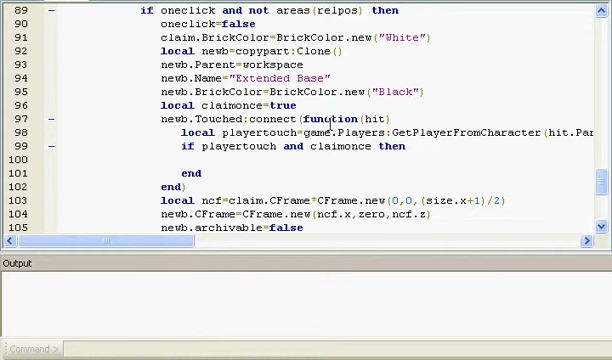 89 if oneclick and not areas(relpos) then
90 oneclick=false
91 claim.BrickColor=BrickColor.new("White")
92 local newb=copypart:Clone()
93 newb.Parent=workspace
94 newb.Name="Extended Base"
95 newb.BrickColor=BrickColor.new("Black")
96 local claimonce=true
97 newb.Touched:connect(function(hit)
98 local playertouch=game.Players:GetPlayerFromCharacter(hit.Par
99 if playertouch and claimonce then
100
101 end
102 end)
103 local ncf=claim.CFrame*CFrame.new(0,0,(size.x+1)/2)
104 newb.CFrame=CFrame.new(ncf.x,zero,ncf.z)
105 newb.archivable=false
Output
Command >